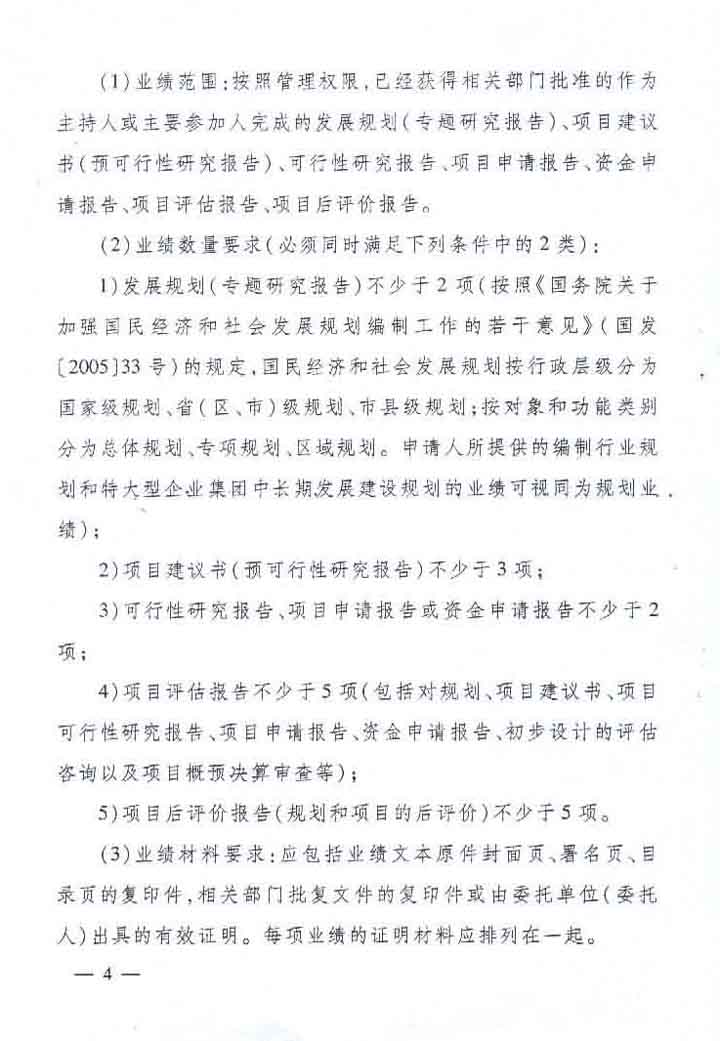 (1)业绩范围:按照管理权限,已经获得相关部门批准的作为
主持人或主要参加人完成的发展规划(专题研究报告)、项目建议
书(预可行性研究报告)、可行性研究报告、项目申请报告、资金申
请报告、项目评估报告、项目后评价报告。
(2)业绩数量要求(必须同时满足下列条件中的2类):
1)发展规划(专题研究报告)不少于2项(按照《国务院关于
加强国民经济和社会发展规划编制工作的若干意见》(国发
[2005]33号)的规定,国民经济和社会发展规划按行政层级分为
国家级规划、省(区、市)级规划、市县级规划;按对象和功能类别
分为总体规划、专项规划、区域规划。申请人所提供的编制行业规
划和特大型企业集团中长期发展建设规划的业绩可视同为规划业
绩);
2)项目建议书(预可行性研究报告)不少于3项;
3)可行性研究报告、项目申请报告或资金申请报告不少于2
项;
4)项目评估报告不少于5项(包括对规划、项目建议书、项目
可行性研究报告、项目申请报告、资金申请报告、初步设计的评估
咨询以及项目概预决算审查等);
5)项目后评价报告(规划和项目的后评价)不少于5项。
(3)业绩材料要求:应包括业绩文本原件封面页、署名页、目
录页的复印件,相关部门批复文件的复印件或由委托单位(委托
人)出具的有效证明。每项业绩的证明材料应排列在一起。
— 4 —